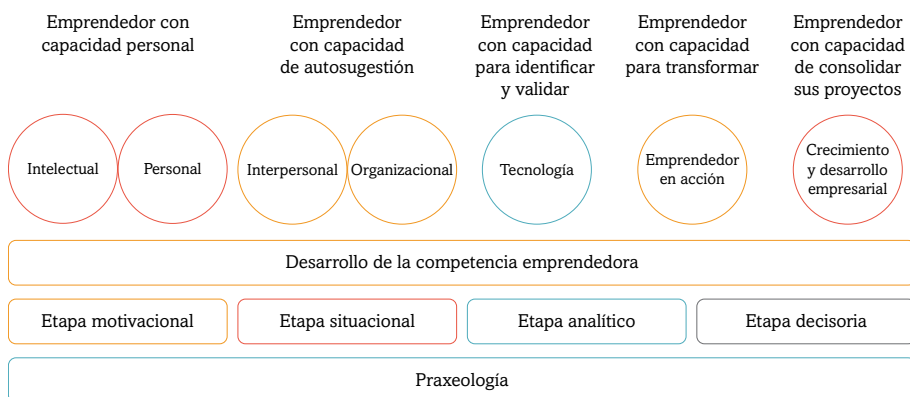 Emprendedor con
capacidad personal
Emprendedor
con capacidad
de autosugestión
Emprendedor
con capacidad
para identificar
y validar
Emprendedor
con capacidad
para transformar
Emprendedor
con capacidad
de consolidar
sus proyectos
Intelectual
Personal
Interpersonal
Organizacional
Tecnología
Emprendedor
en acción
Crecimiento
y desarrollo
empresarial
Desarrollo de la competencia emprendedora
Etapa motivacional
Etapa situacional
Etapa analítico
Etapa decisoria
Praxeología